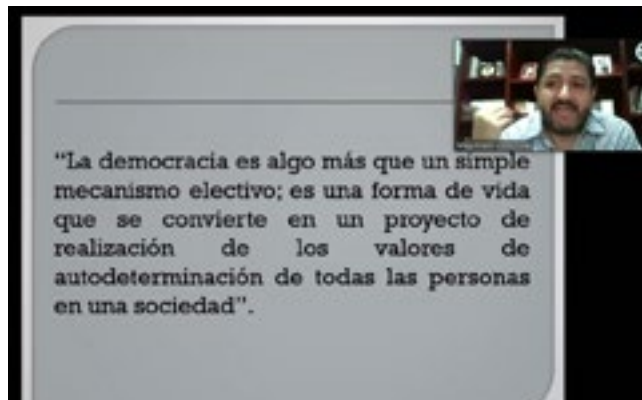 “La democracia es algo más que un simple
mecanismo electivo; es una forma de vida
que se convierte en un proyecto de
realización de los valores de
autodeterminación de todas las personas
en una sociedad”.